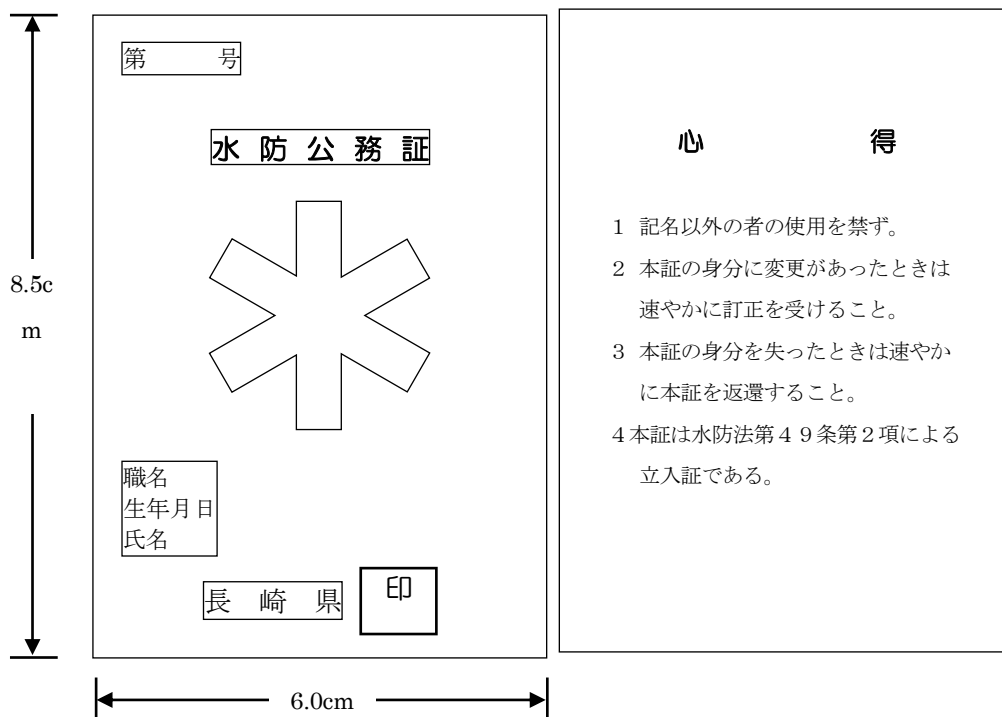 第　　　号
水防公務証
8.5c
m
職名
生年月日
氏名
長　崎　県
印
6.0cm
心　　　　得
１ 記名以外の者の使用を禁ず。
２ 本証の身分に変更があったときは
速やかに訂正を受けること。
３ 本証の身分を失ったときは速やか
に本証を返還すること。
４本証は水防法第４９条第２項による
立入証である。